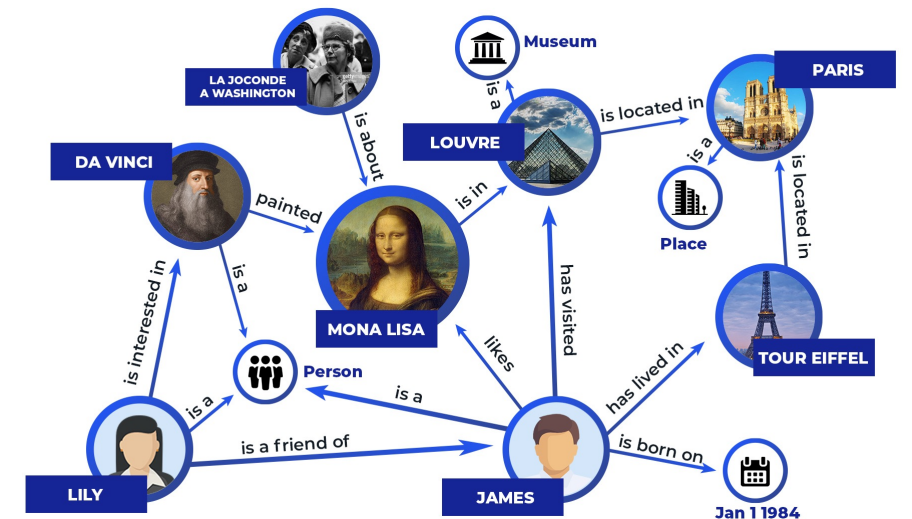 LA JOCONDE
A WASHINGTON
Museum
is a
PARIS
is located in
LOUVRE
is about
DA VINCI
is a
is located in
painted
is in
Place
is a
is interested in
has visited
MONA LISA
likes
TOUR EIFFEL
Person
is a
is a
has lived in
is a friend of
is born on
LILY
JAMES
Jan 1 1984